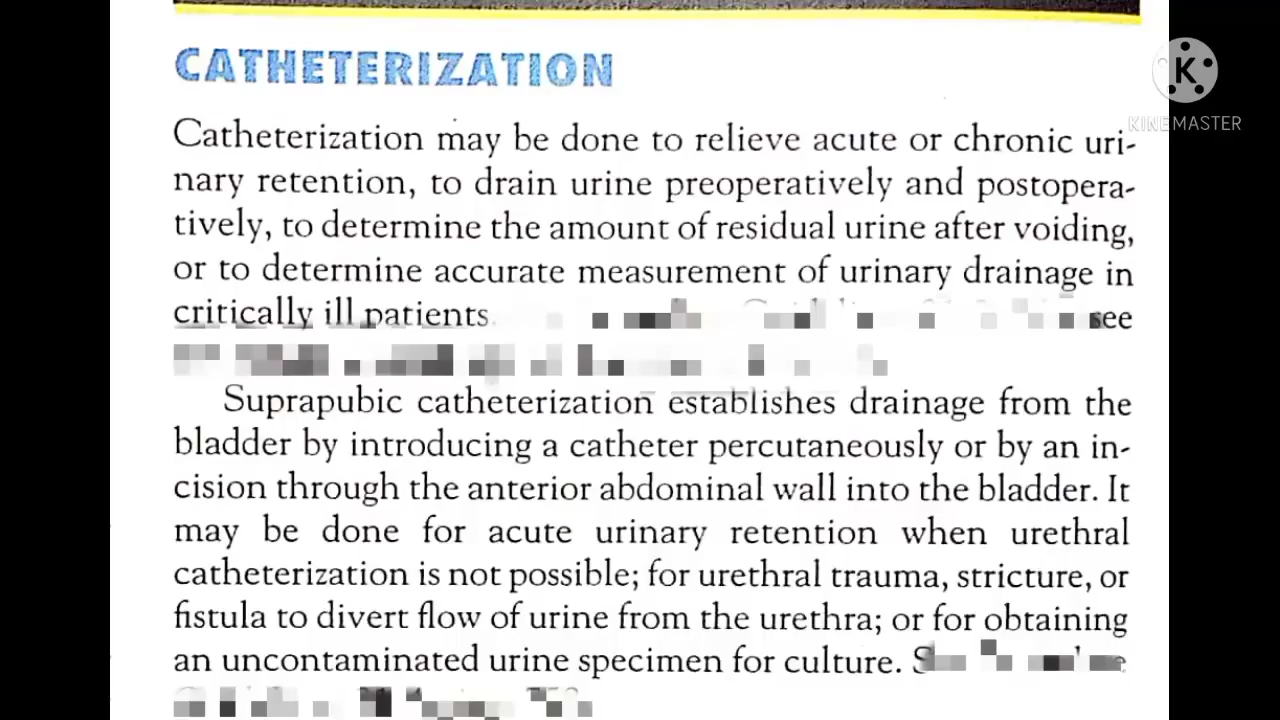 CATHETERIZATION
K
KINEMASTER
Catheterization may be done to relieve acute or chronic uri-
nary retention, to drain urine preoperatively and postopera-
tively, to determine the amount of residual urine after voiding,
or to determine accurate measurement of urinary drainage in
critically ill patients. see
Suprapubic catheterization establishes drainage from the
bladder by introducing a catheter percutaneously or by an in-
cision through the anterior abdominal wall into the bladder. It
may be done for acute urinary retention when urethral
catheterization is not possible; for urethral trauma, stricture, or
fistula to divert flow of urine from the urethra; or for obtaining
an uncontaminated urine specimen for culture.